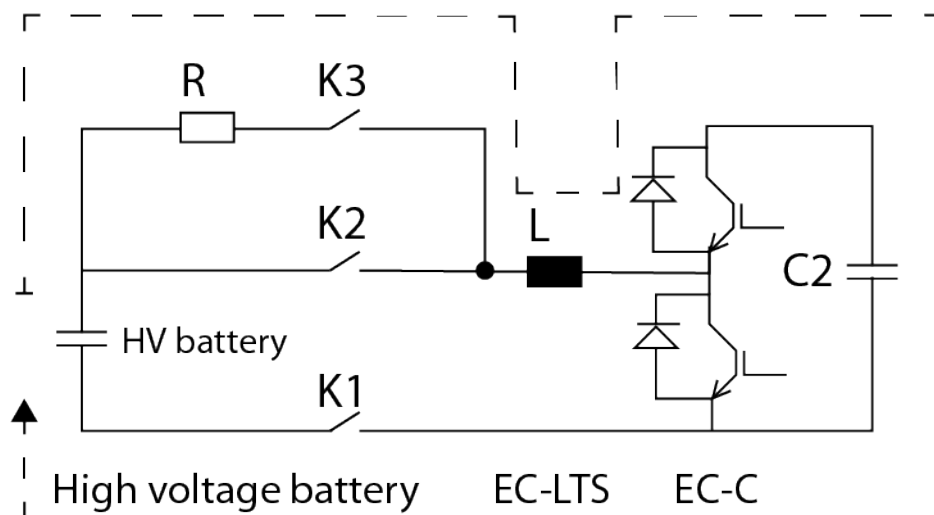 R
K3
K2
L
C2
HV battery
K1
High voltage battery
EC-LTS
EC-C